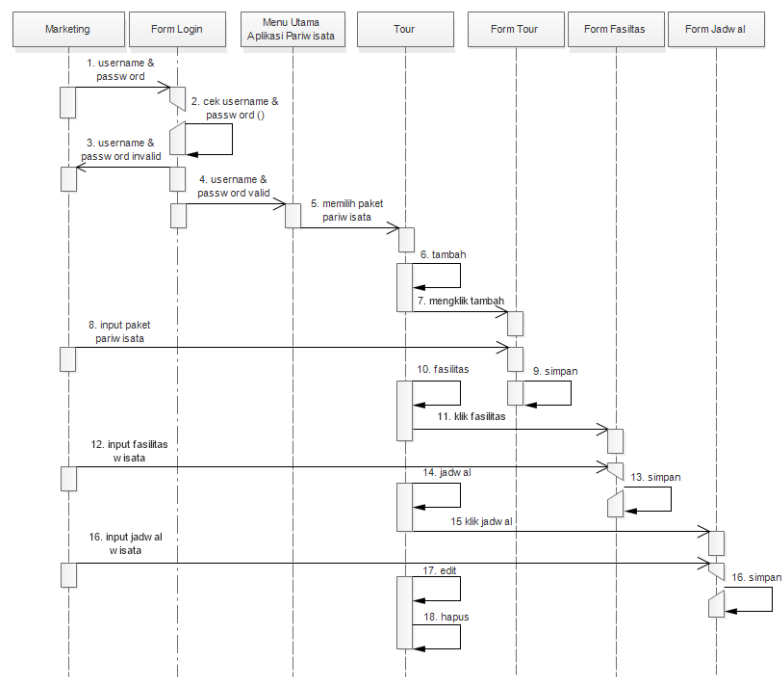 Marketing
Form Login
Menu Utama
Aplikasi Pariwisata
Tour
Form Tour
Form Fasiltas
Form Jadwal
1. username &
password
2. cek username &
password ()
3. username &
password invalid
4. username &
password valid
5. memilih paket
pariwisata
6. tambah
7. mengklik tambah
8. input paket
pariwisata
9. simpan
10. fasilitas
11. klik fasilitas
12. input fasilitas
wisata
13. simpan
14. jadwal
15 klik jadwal
16. input jadwal
wisata
16. simpan
17. edit
18. hapus